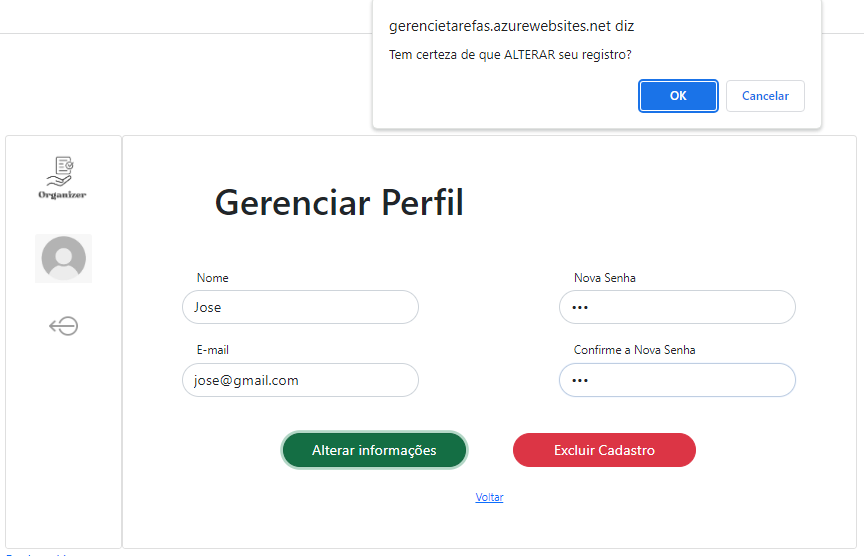 gerencietarefas.azurewebsites.net diz
Tem certeza de que ALTERAR seu registro?
OK
Cancelar
Organizer
Gerenciar Perfil
Nome
Nova Senha
Jose
•••
E-mail
Confirme a Nova Senha
jose@gmail.com
•••
Alterar informações
Excluir Cadastro
Voltar